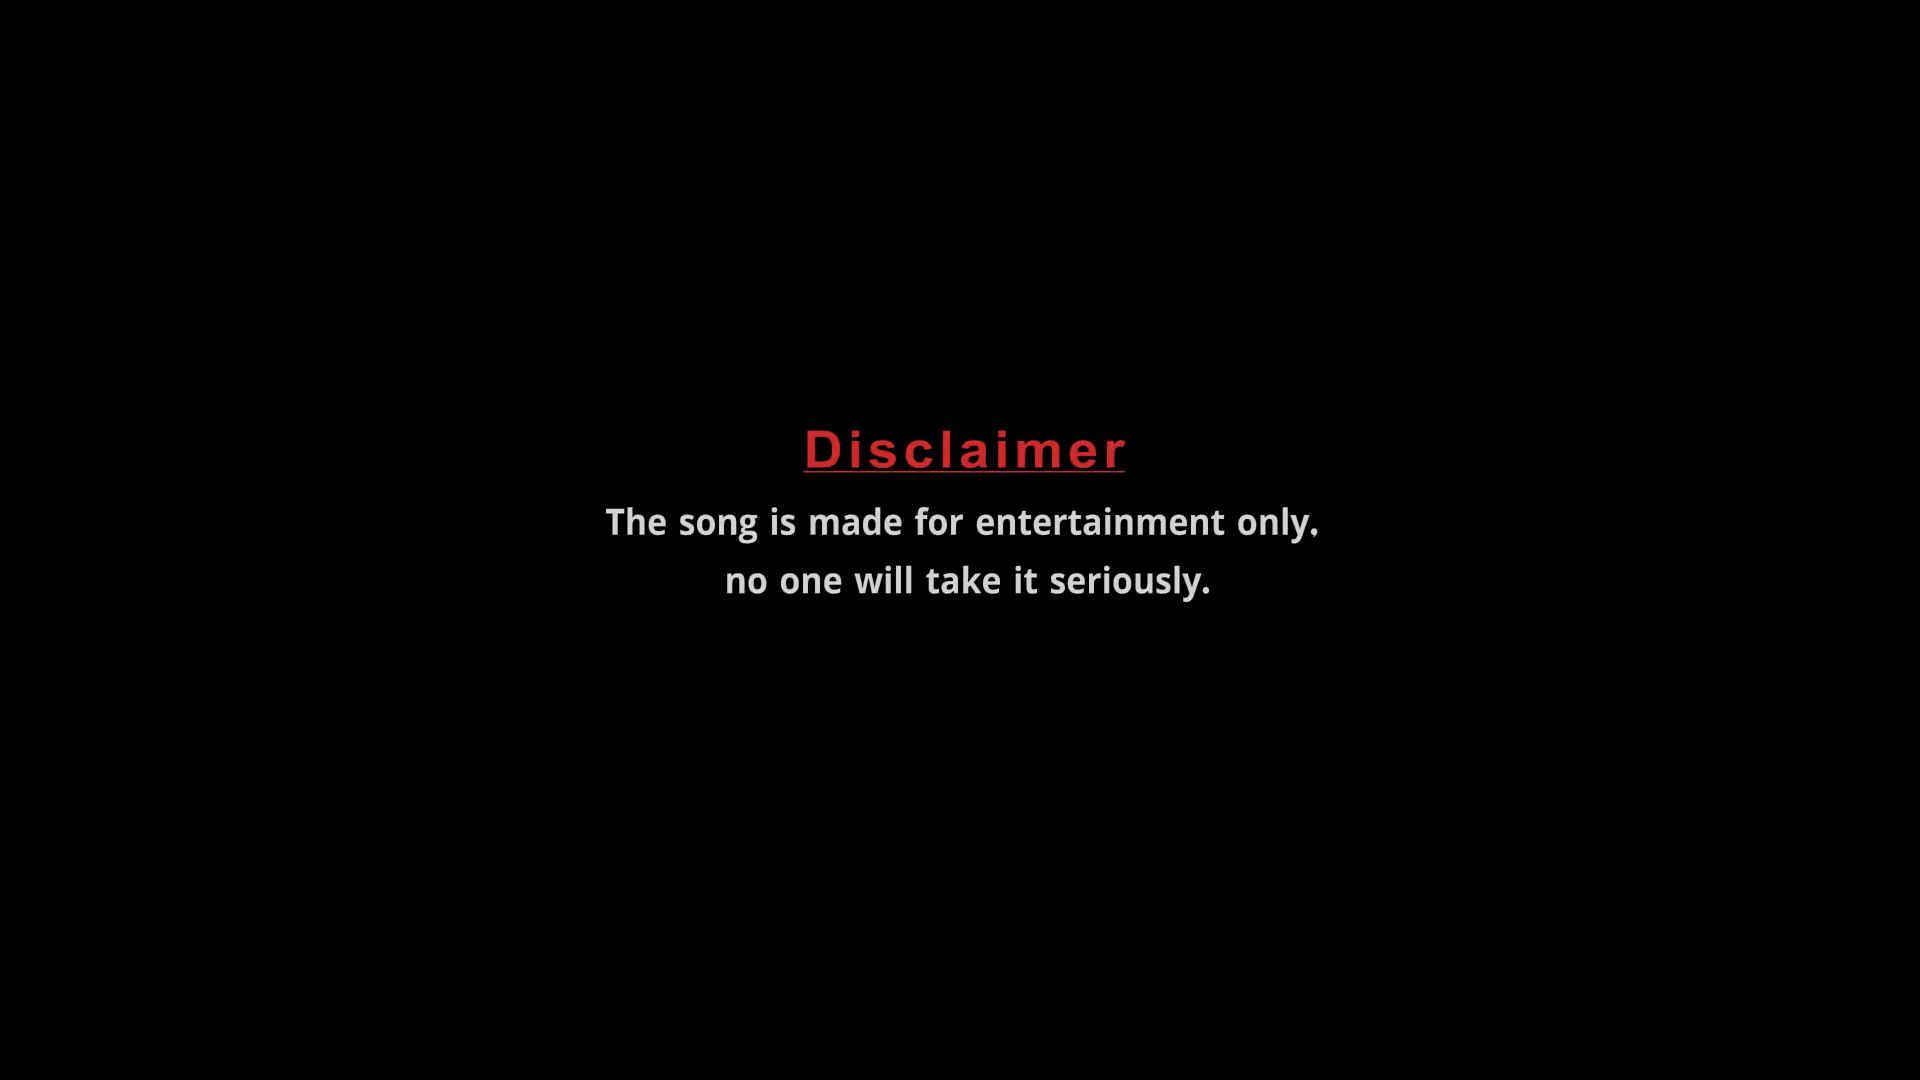 Disclaimer
The song is made for entertainment only,
no one will take it seriously.